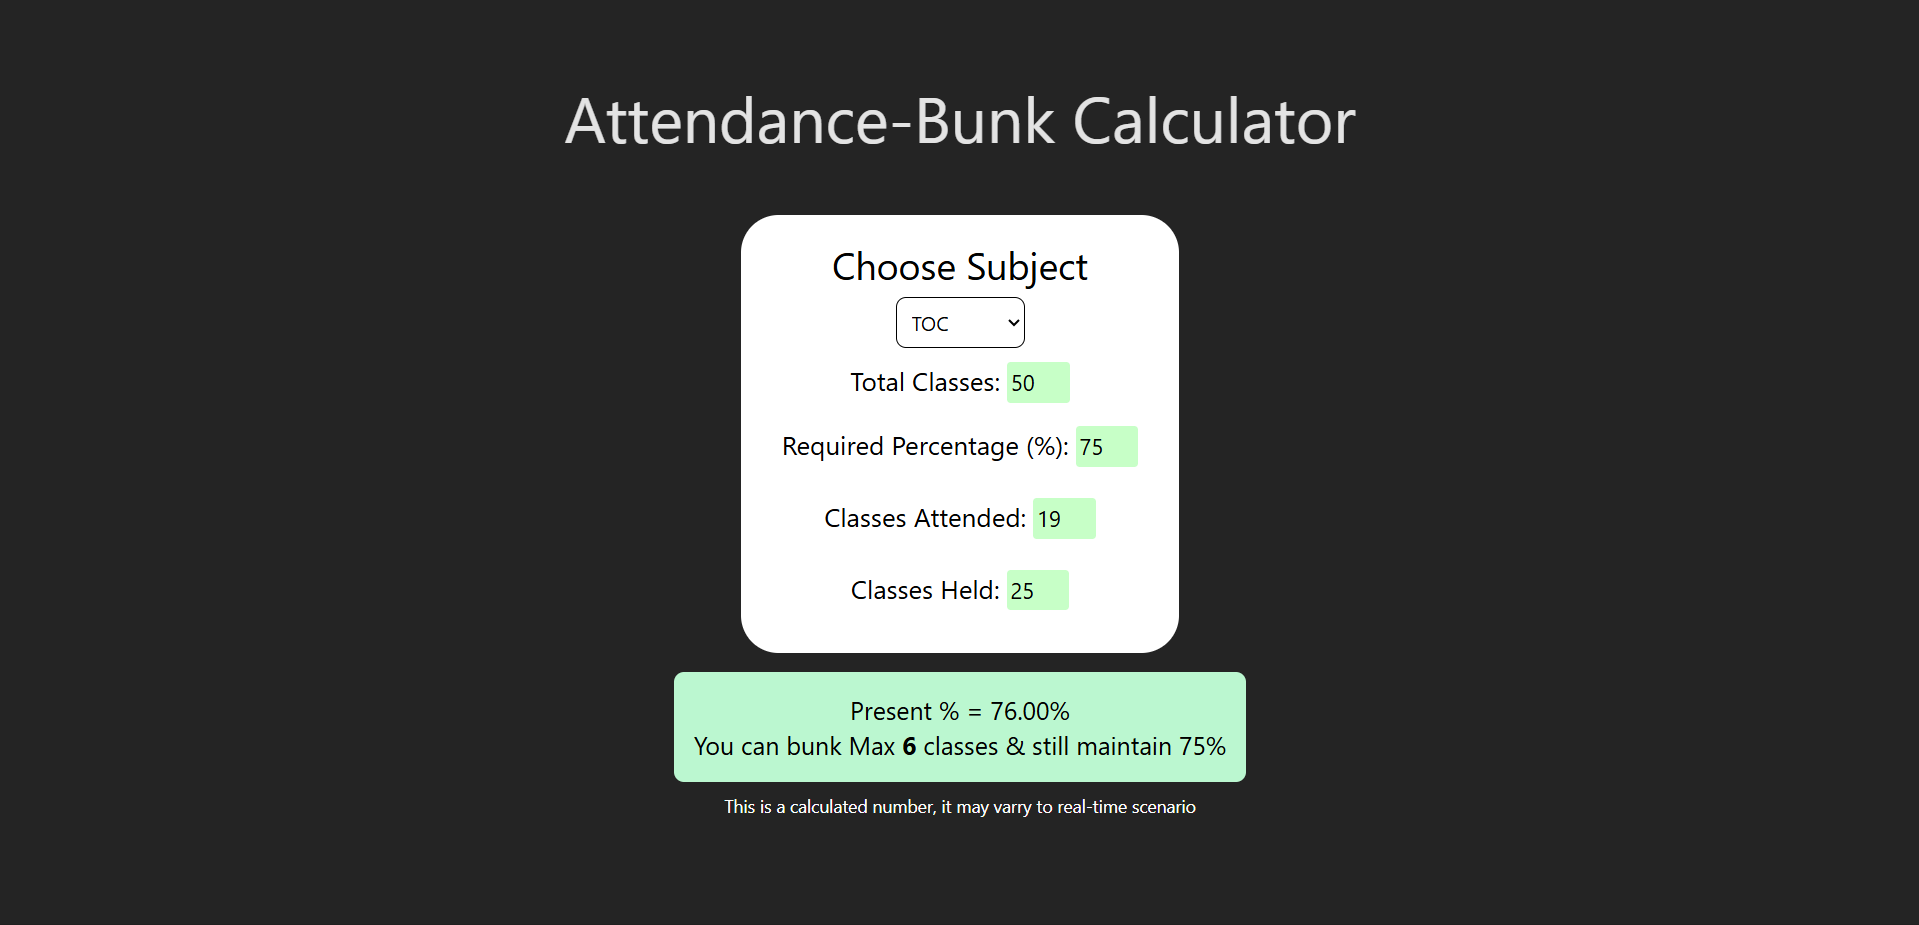 Attendance-Bunk Calculator
Choose Subject
TOC
Total Classes: 50
Required Percentage (%): 75
Classes Attended: 19
Classes Held: 25
Present % = 76.00%
You can bunk Max 6 classes & still maintain 75%
This is a calculated number, it may varry to real-time scenario